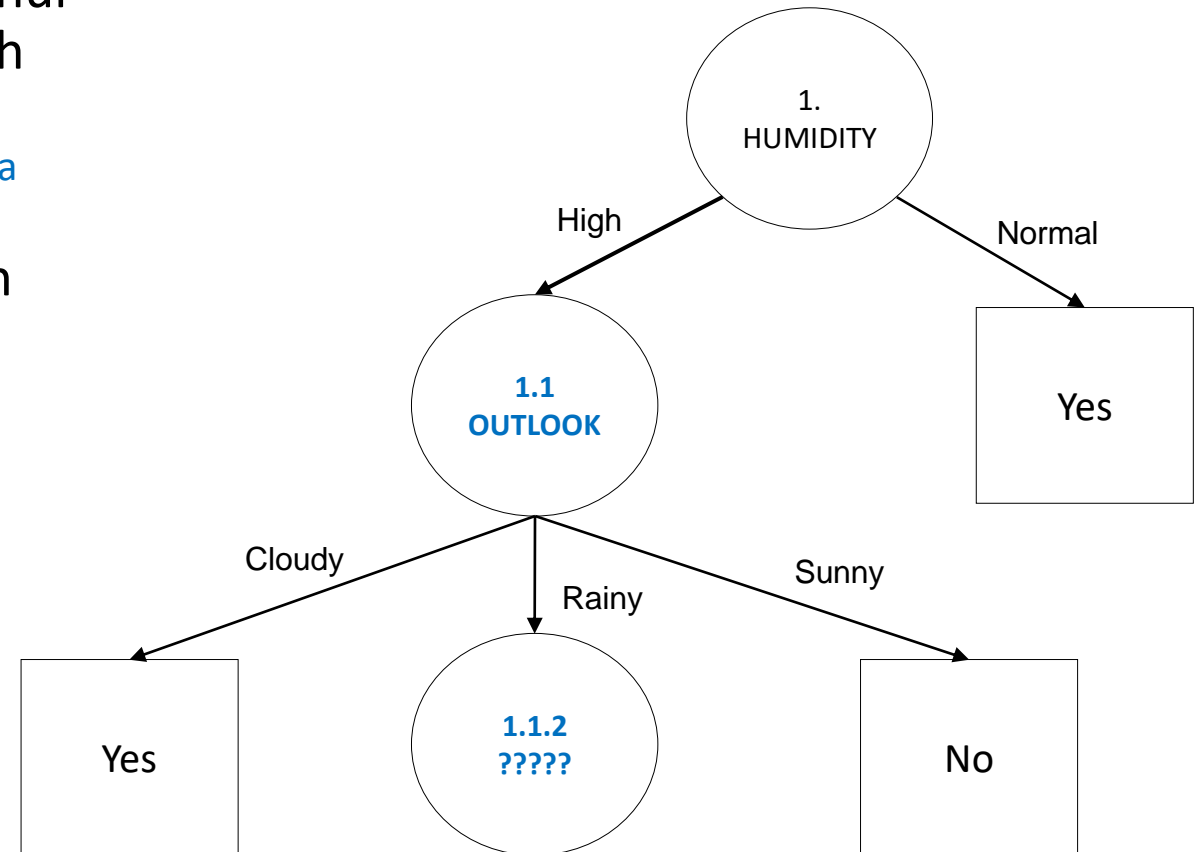 1.
HUMIDITY
High
Normal
1.1
OUTLOOK
Yes
Cloudy
Rainy
Sunny
Yes
1.1.2
?????
No